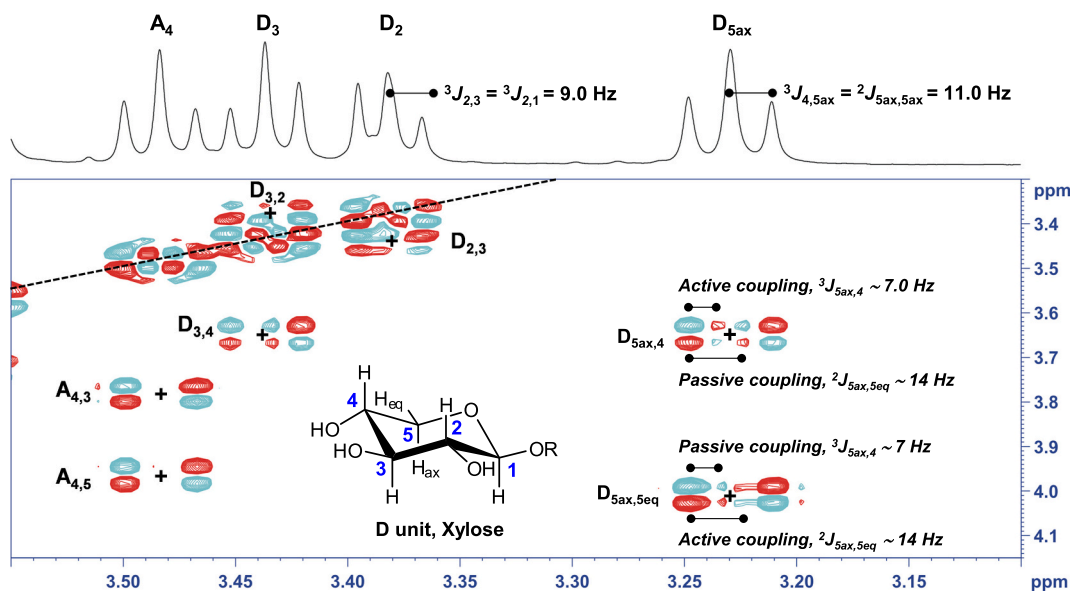 A4 D3 D2 D5ax
3J2,3 = 3J2,1 = 9.0 Hz
3J4,5ax = 2J5ax,5ax = 11.0 Hz
ppm
3.4
3.5
3.6
3.7
3.8
3.9
4.0
4.1
D3,2
D2,3
D3,4
A4,3
A4,5
Active coupling, 3J5ax,4 ~ 7.0 Hz
D5ax,4
Passive coupling, 2J5ax,5eq ~ 14 Hz
Passive coupling, 3J5ax,4 ~ 7 Hz
D5ax,5eq
Active coupling, 2J5ax,5eq ~ 14 Hz
H
4 Heq H O
HO 5 2
HO OR
3 Hax OH 1
H H
D unit, Xylose
3.50 3.45 3.40 3.35 3.30 3.25 3.20 3.15 ppm